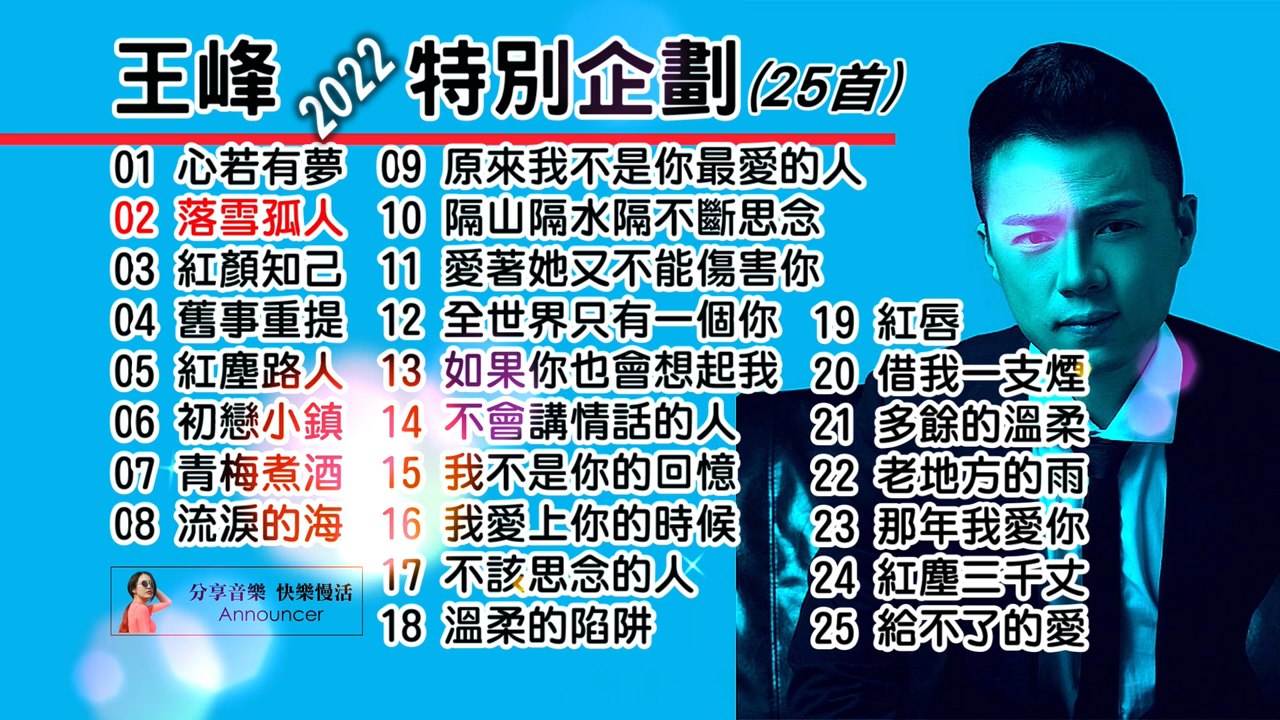 王峰 2022 特別企劃 (25首)
01 心若有夢
02 落雪孤人
03 紅顏知己
04 舊事重提
05 紅塵路人
06 初戀小鎮
07 青梅煮酒
08 流淚的海
09 原來我不是你最愛的人
10 隔山隔水隔不斷思念
11 愛著她又不能傷害你
12 全世界只有一個你
13 如果你也會想起我
14 不會講情話的人
15 我不是你的回憶
16 我愛上你的時候
17 不該思念的人
18 溫柔的陷阱
19 紅唇
20 借我一支煙
21 多餘的溫柔
22 老地方的雨
23 那年我愛你
24 紅塵三千丈
25 給不了的愛
分享音樂 快樂慢活
Announcer